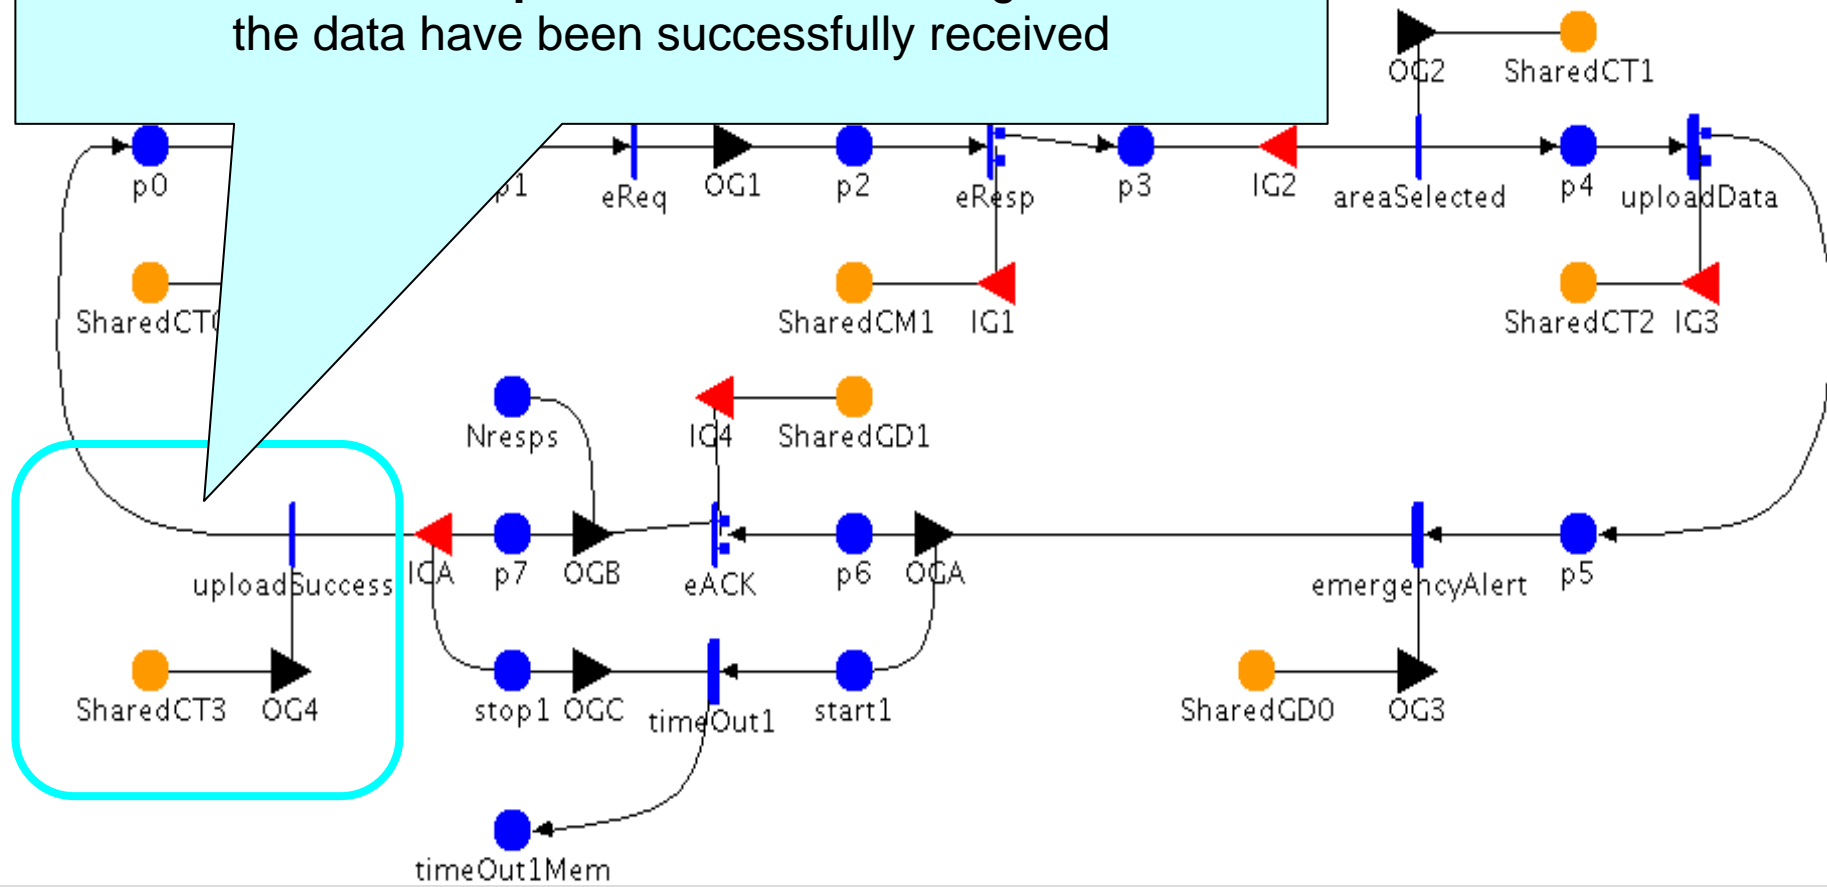 the data have been successfully received
OG2 SharedCT1
p0 p1 eReq OG1 p2 eResp p3 IG2 areaSelected p4 uploadData
SharedCM1 IG1 SharedCT2 IG3
Nresps IG4 SharedGD1
uploadSuccess IGA p7 OGB eACK p6 OGA emergencyAlert p5
SharedCT3 OG4 stop1 OGC timeOut1 start1 SharedGD0 OG3
timeOut1Mem